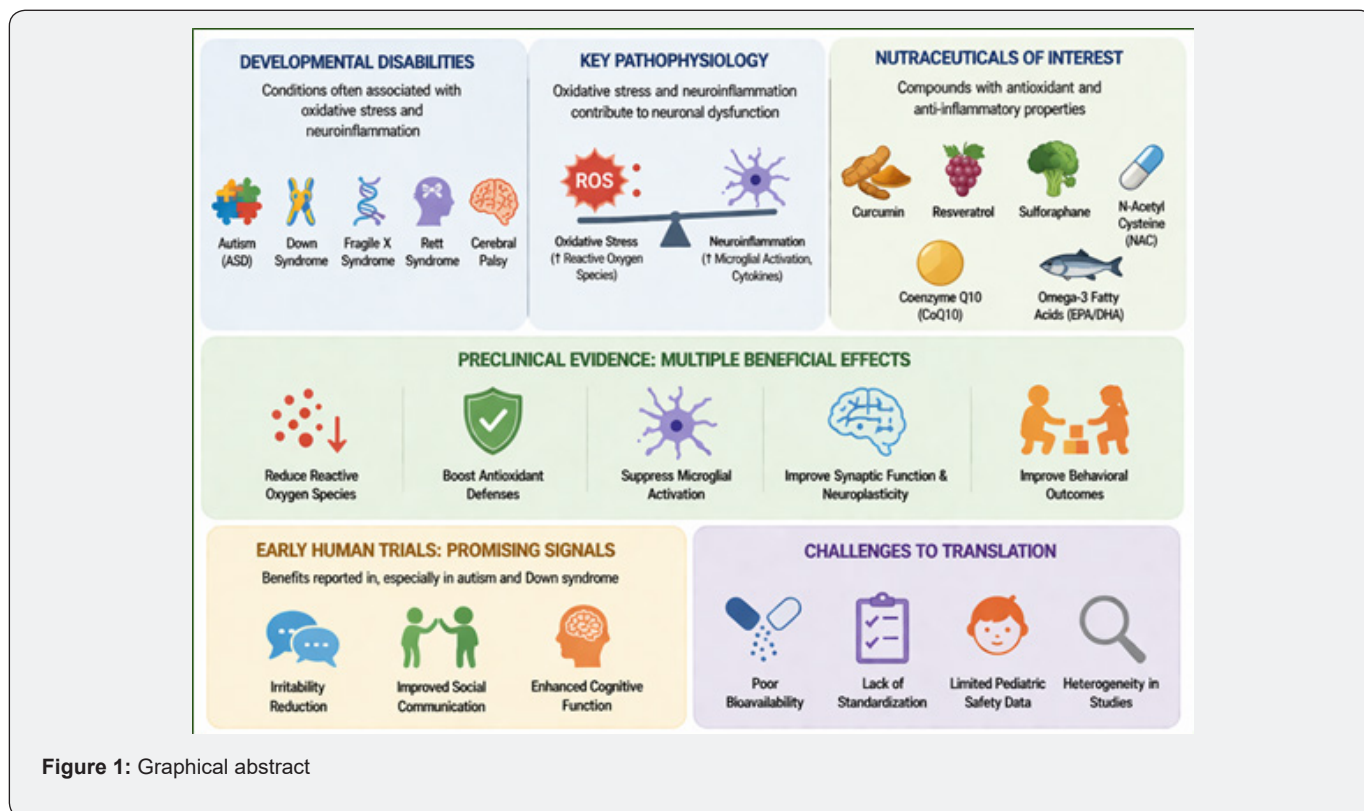 DEVELOPMENTAL DISABILITIES
Conditions often associated with
oxidative stress and
neuroinflammation
Autism
(ASD)
Down
Syndrome
Fragile X
Syndrome
Rett
Syndrome
Cerebral
Palsy
KEY PATHOPHYSIOLOGY
Oxidative stress and neuroinflammation
contribute to neuronal dysfunction
ROS
Oxidative Stress
(↑ Reactive Oxygen
Species)
Neuroinflammation
(↑ Microglial Activation,
Cytokines)
NUTRACEUTICALS OF INTEREST
Compounds with antioxidant and
anti-inflammatory properties
Curcumin
Resveratrol
Sulforaphane
N-Acetyl
Cysteine
(NAC)
Coenzyme Q10
(CoQ10)
Omega-3 Fatty
Acids (EPA/DHA)
PRECLINICAL EVIDENCE: MULTIPLE BENEFICIAL EFFECTS
Reduce Reactive
Oxygen Species
Boost Antioxidant
Defenses
Suppress Microglial
Activation
Improve Synaptic Function &
Neuroplasticity
Improve Behavioral
Outcomes
EARLY HUMAN TRIALS: PROMISING SIGNALS
Benefits reported in, especially in autism and Down syndrome
Irritability
Reduction
Improved Social
Communication
Enhanced Cognitive
Function
CHALLENGES TO TRANSLATION
Poor
Bioavailability
Lack of
Standardization
Limited Pediatric
Safety Data
Heterogeneity in
Studies
Figure 1: Graphical abstract